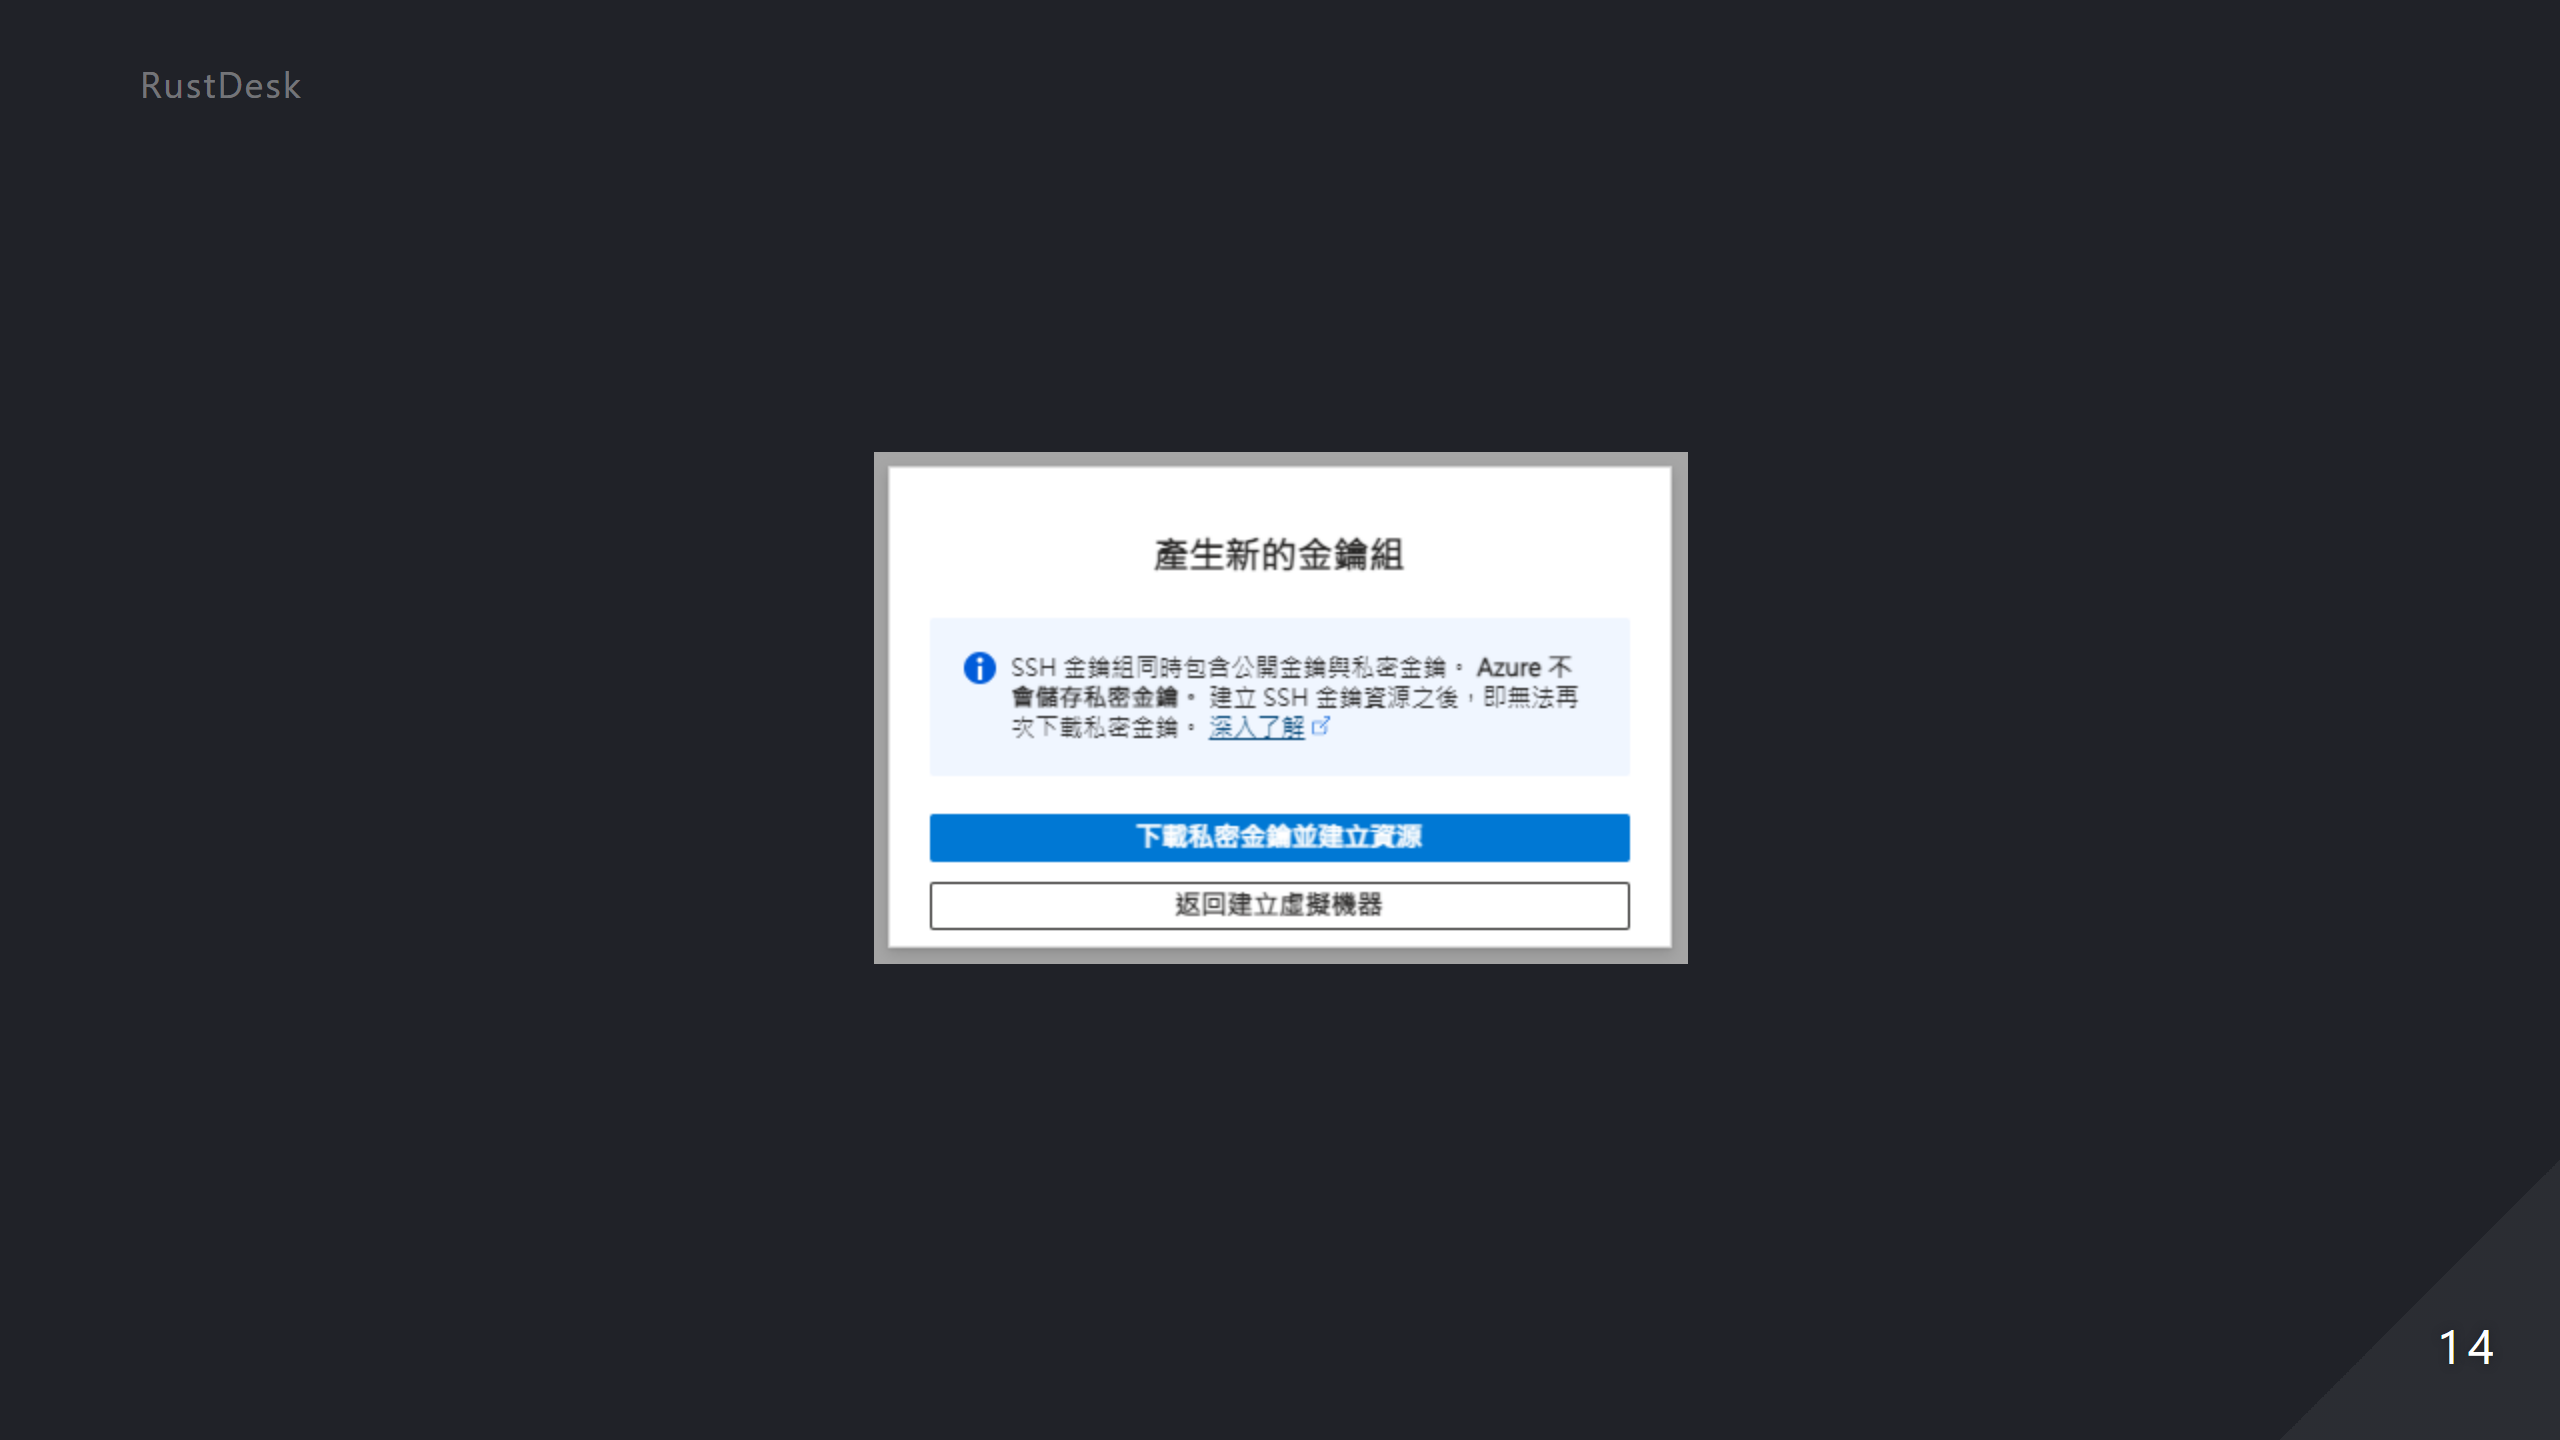 RustDesk
產生新的金鑰組
SSH 金鑰組同時包含公開金鑰與私密金鑰。 Azure 不
會儲存私密金鑰。 建立 SSH 金鑰資源之後，即無法再
次下載私密金鑰。 深入了解
下載私密金鑰並建立資源
返回建立虛擬機器
14